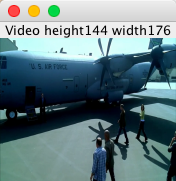 Video height144 width176
U.S. AIR FORCE